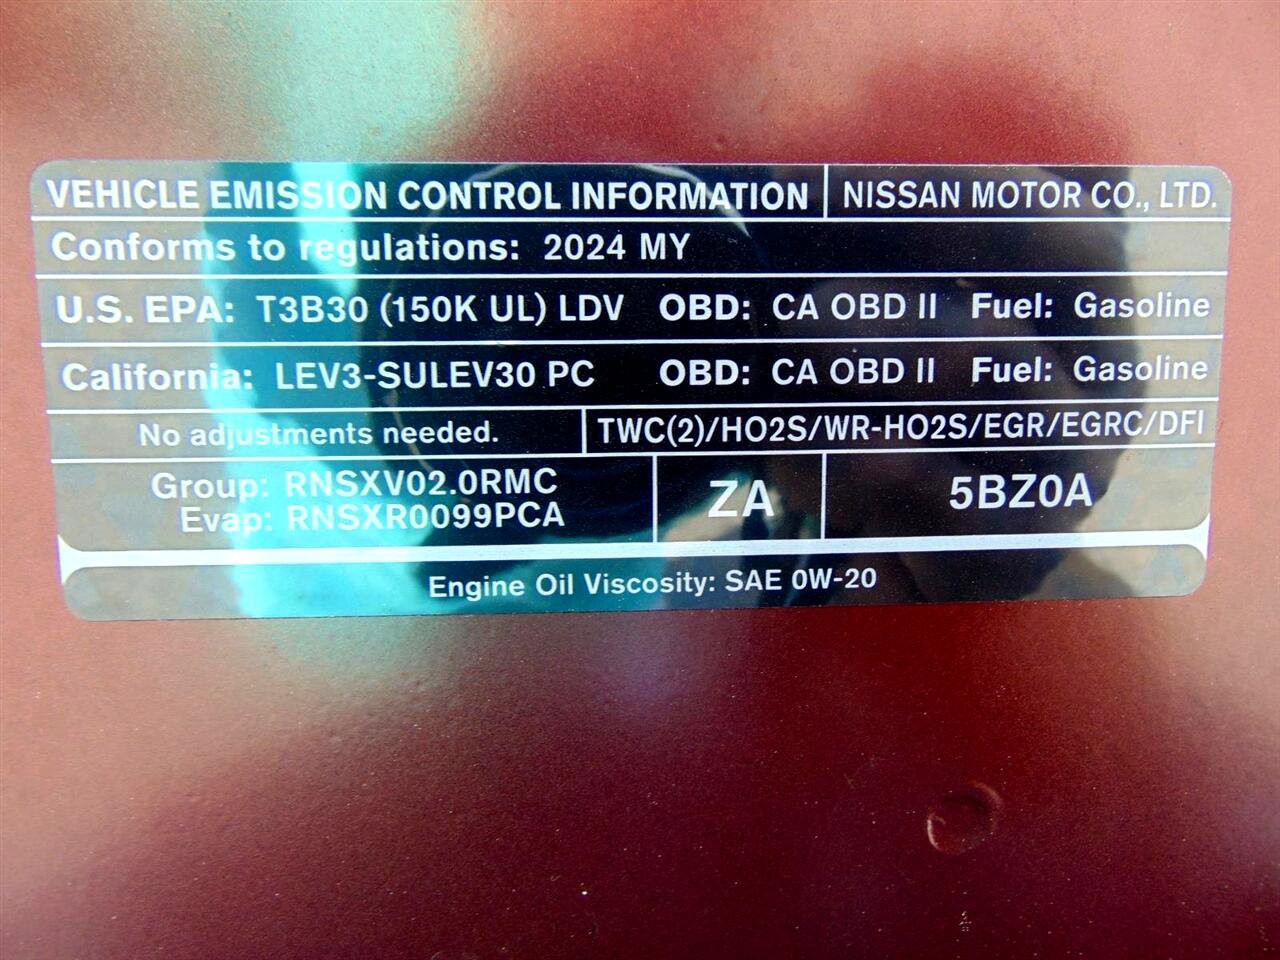 VEHICLE EMISSION CONTROL INFORMATION NISSAN MOTOR CO., LTD.
Conforms to regulations: 2024 MY
U.S. EPA: T3B30 (150K UL) LDV OBD: CA OBD II Fuel: Gasoline
California: LEV3-SULEV30 PC OBD: CA OBD II Fuel: Gasoline
No adjustments needed. TWC(2)/HO2S/WR-HO2S/EGR/EGRC/DFI
Group: RNSXV02.0RMC
Evap: RNSXR0099PCA
ZA
5BZ0A
Engine Oil Viscosity: SAE 0W-20